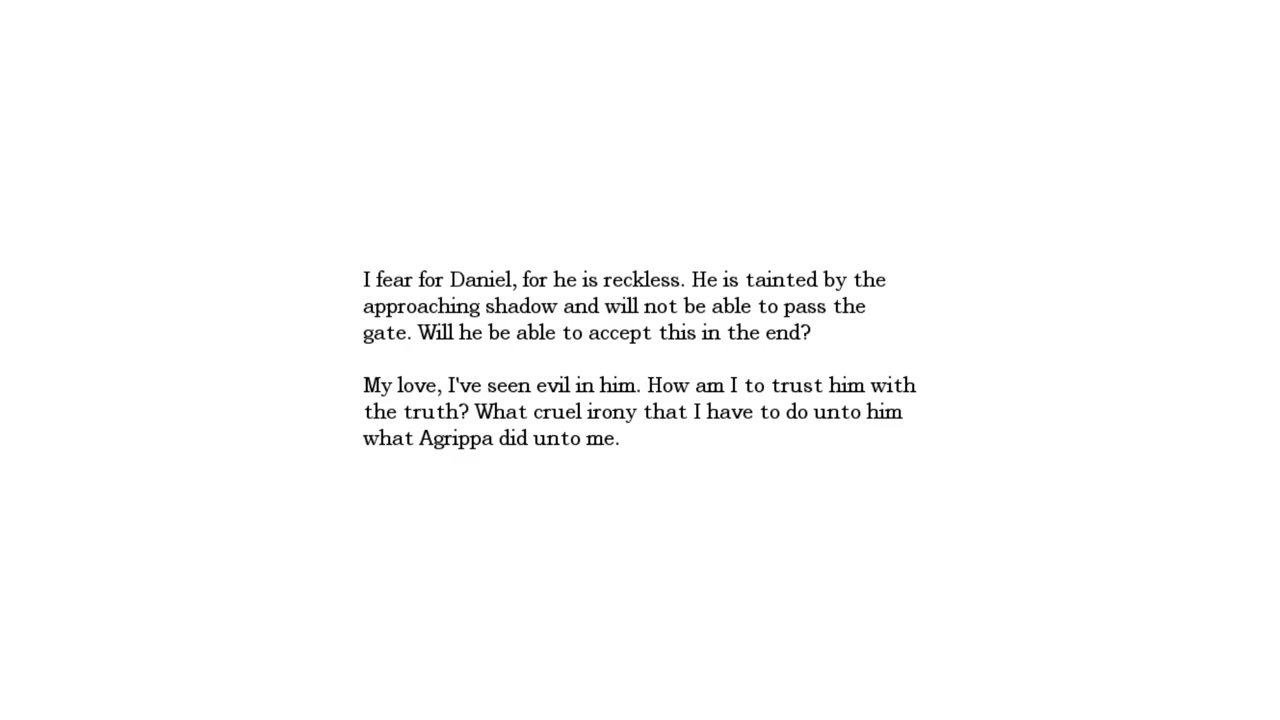 I fear for Daniel, for he is reckless. He is tainted by the
approaching shadow and will not be able to pass the
gate. Will he be able to accept this in the end?
My love, I've seen evil in him. How am I to trust him with
the truth? What cruel irony that I have to do unto him
what Agrippa did unto me.